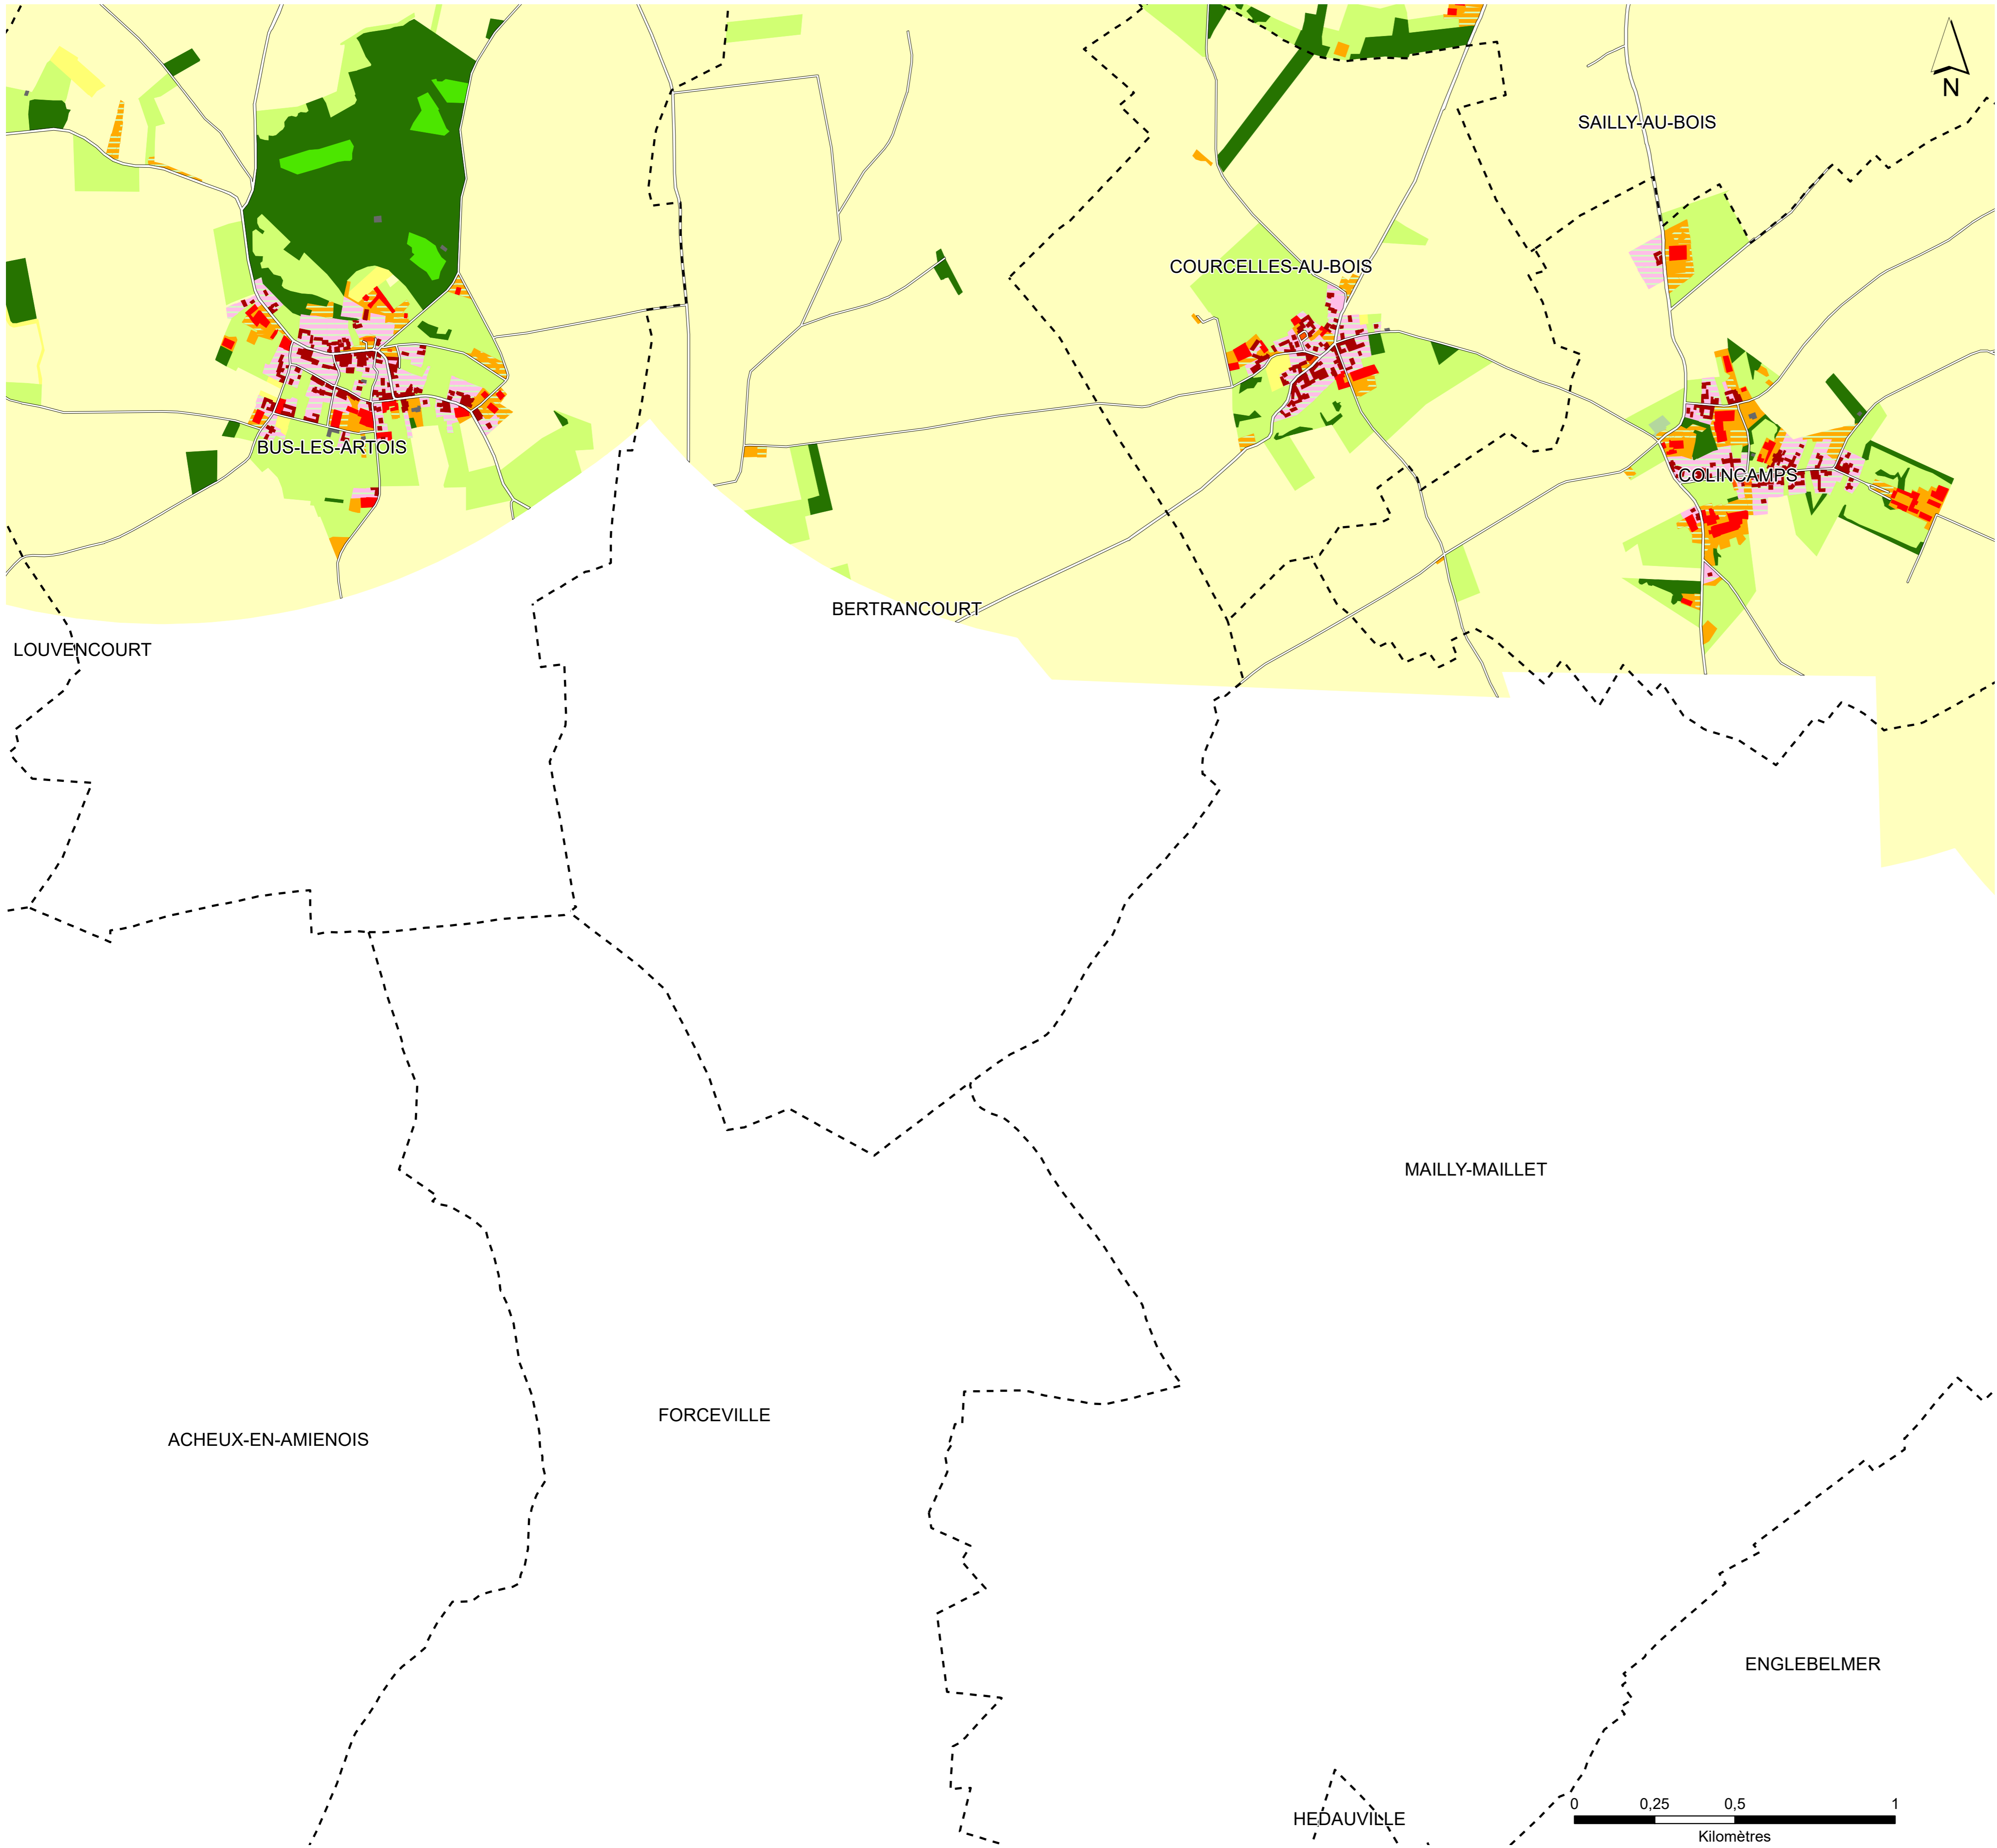 N
SAILLY-AU-BOIS
COURCELLES-AU-BOIS
BUS-LES-ARTOIS
COLINCAMPS
BERTRANCOURT
LOUVENCOURT
MAILLY-MAILLET
FORCEVILLE
ACHEUX-EN-AMIENOIS
ENGLEBELMER
HEDAUVILLE
0 0,25 0,5 1
Kilomètres